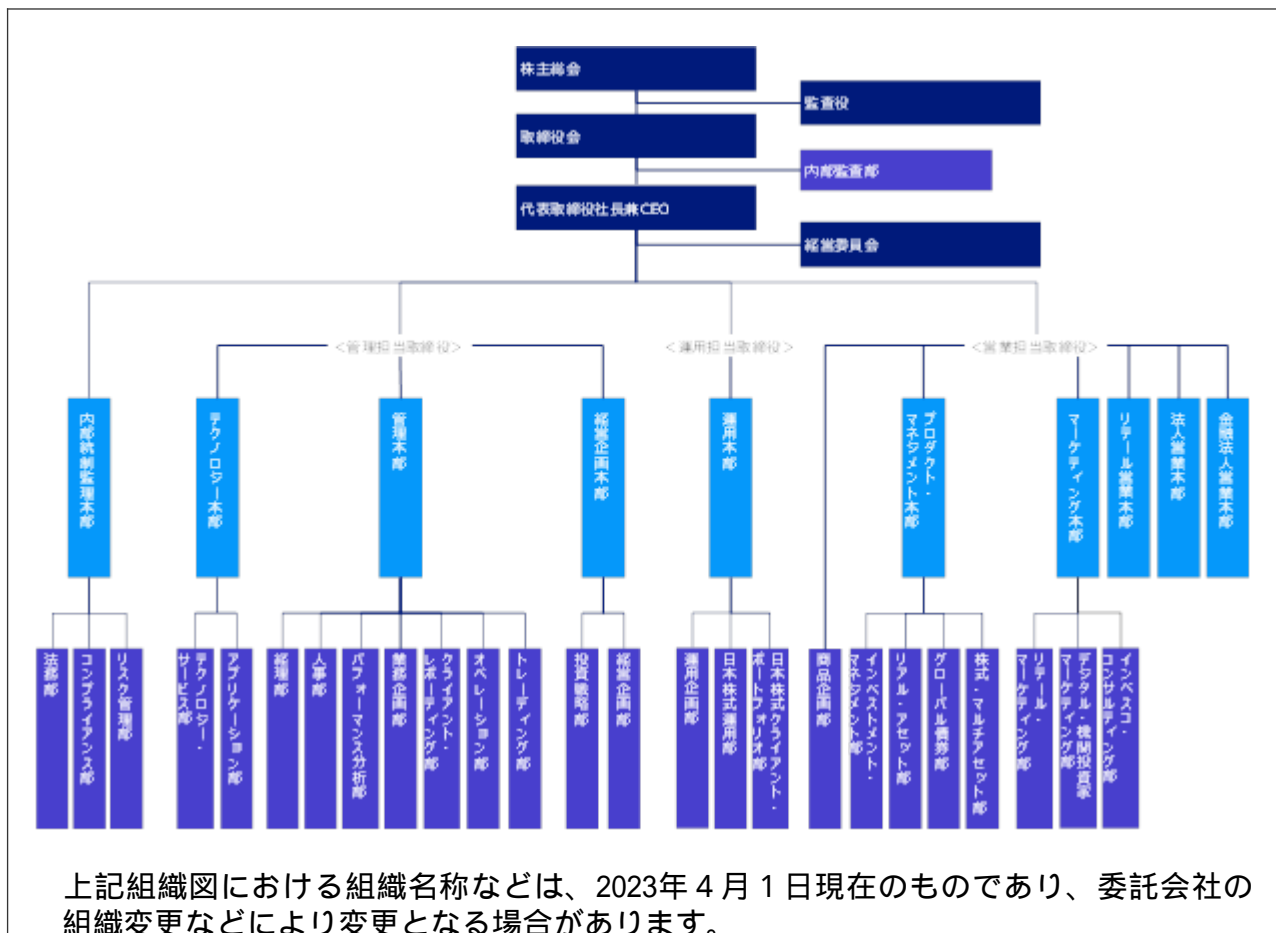 株主総会
監査役
取締役会
内部監査部
代表取締役社長兼CEO
経営委員会
＜管理担当取締役＞
＜運用担当取締役＞
＜営業担当取締役＞
内部統制監理本部
テクノロジー本部
管理本部
経営企画本部
運用本部
プロダクト・
マネジメント本部
マーケティング本部
リテール営業本部
法人営業本部
金融法人営業本部
法務部
コンプライアンス部
リスク管理部
テクノロジー・
サービス部
アプリケーション部
経理部
人事部
パフォーマンス分析部
業務企画部
クライアント・
レポーティング部
オペレーション部
トレーディング部
投資戦略部
経営企画部
運用企画部
日本株式運用部
日本株式クライアント・
ポートフォリオ部
商品企画部
インベストメント・
マネジメント部
リアル・アセット部
グローバル債券部
株式・マルチアセット部
リテール・
マーケティング部
デジタル・機関投資家
マーケティング部
インベスコ・
コンサルティング部
上記組織図における組織名称などは、2023年４月１日現在のものであり、委託会社の
組織変更などにより変更となる場合があります。